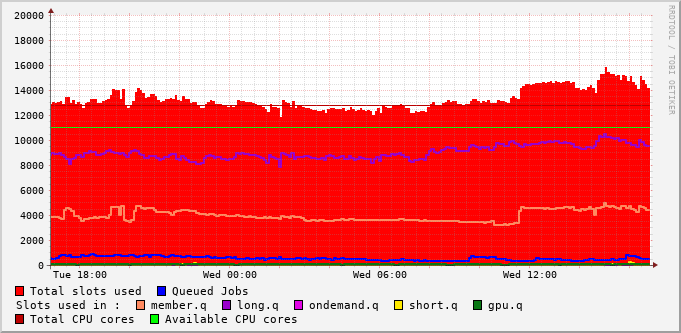 20000
18000
16000
14000
12000
10000
8000
6000
4000
2000
0
Tue 18:00 Wed 00:00 Wed 06:00 Wed 12:00
RRDTOOL / TOBI OETIKER
Total slots used Queued Jobs
Slots used in : member.q long.q ondemand.q short.q gpu.q
Total CPU cores Available CPU cores